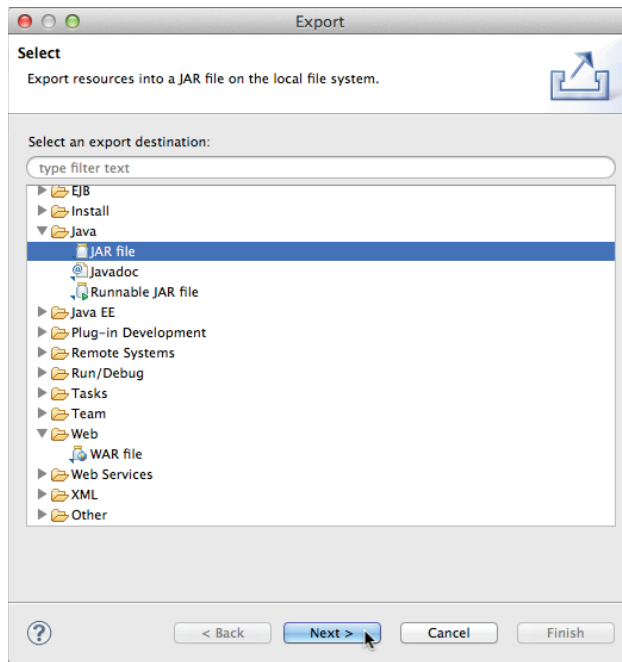 Export
Select
Export resources into a JAR file on the local file system.
Select an export destination:
type filter text
EJB
Install
Java
JAR file
@ Javadoc
Runnable JAR file
Java EE
Plug-in Development
Remote Systems
Run/Debug
Tasks
Team
Web
WAR file
Web Services
XML
Other
? < Back Next > Cancel Finish